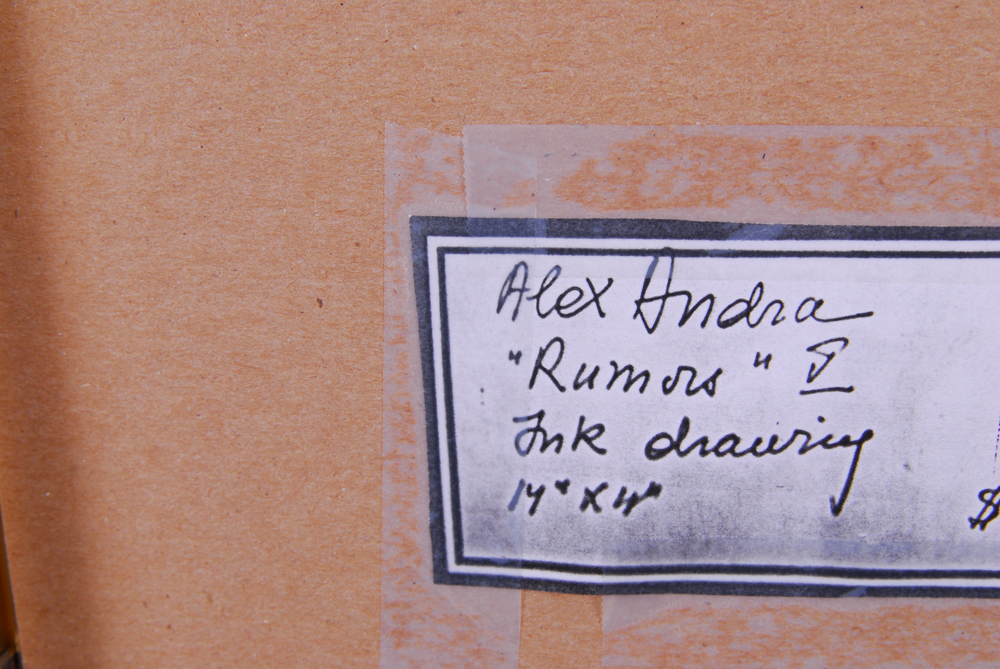 Alex Andra
"Rumors" I
Ink drawing
14" x 4"
$